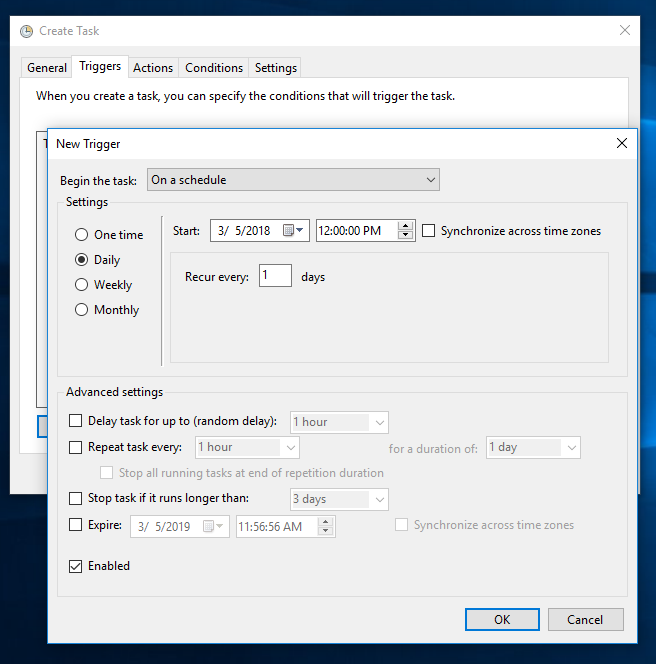 Create Task
General Triggers Actions Conditions Settings
When you create a task, you can specify the conditions that will trigger the task.
New Trigger
Begin the task: On a schedule
Settings
One time
Daily
Weekly
Monthly
Start: 3/ 5/2018 12:00:00 PM Synchronize across time zones
Recur every: 1 days
Advanced settings
Delay task for up to (random delay): 1 hour
Repeat task every: 1 hour for a duration of: 1 day
Stop all running tasks at end of repetition duration
Stop task if it runs longer than: 3 days
Expire: 3/ 5/2019 11:56:56 AM Synchronize across time zones
Enabled
OK Cancel